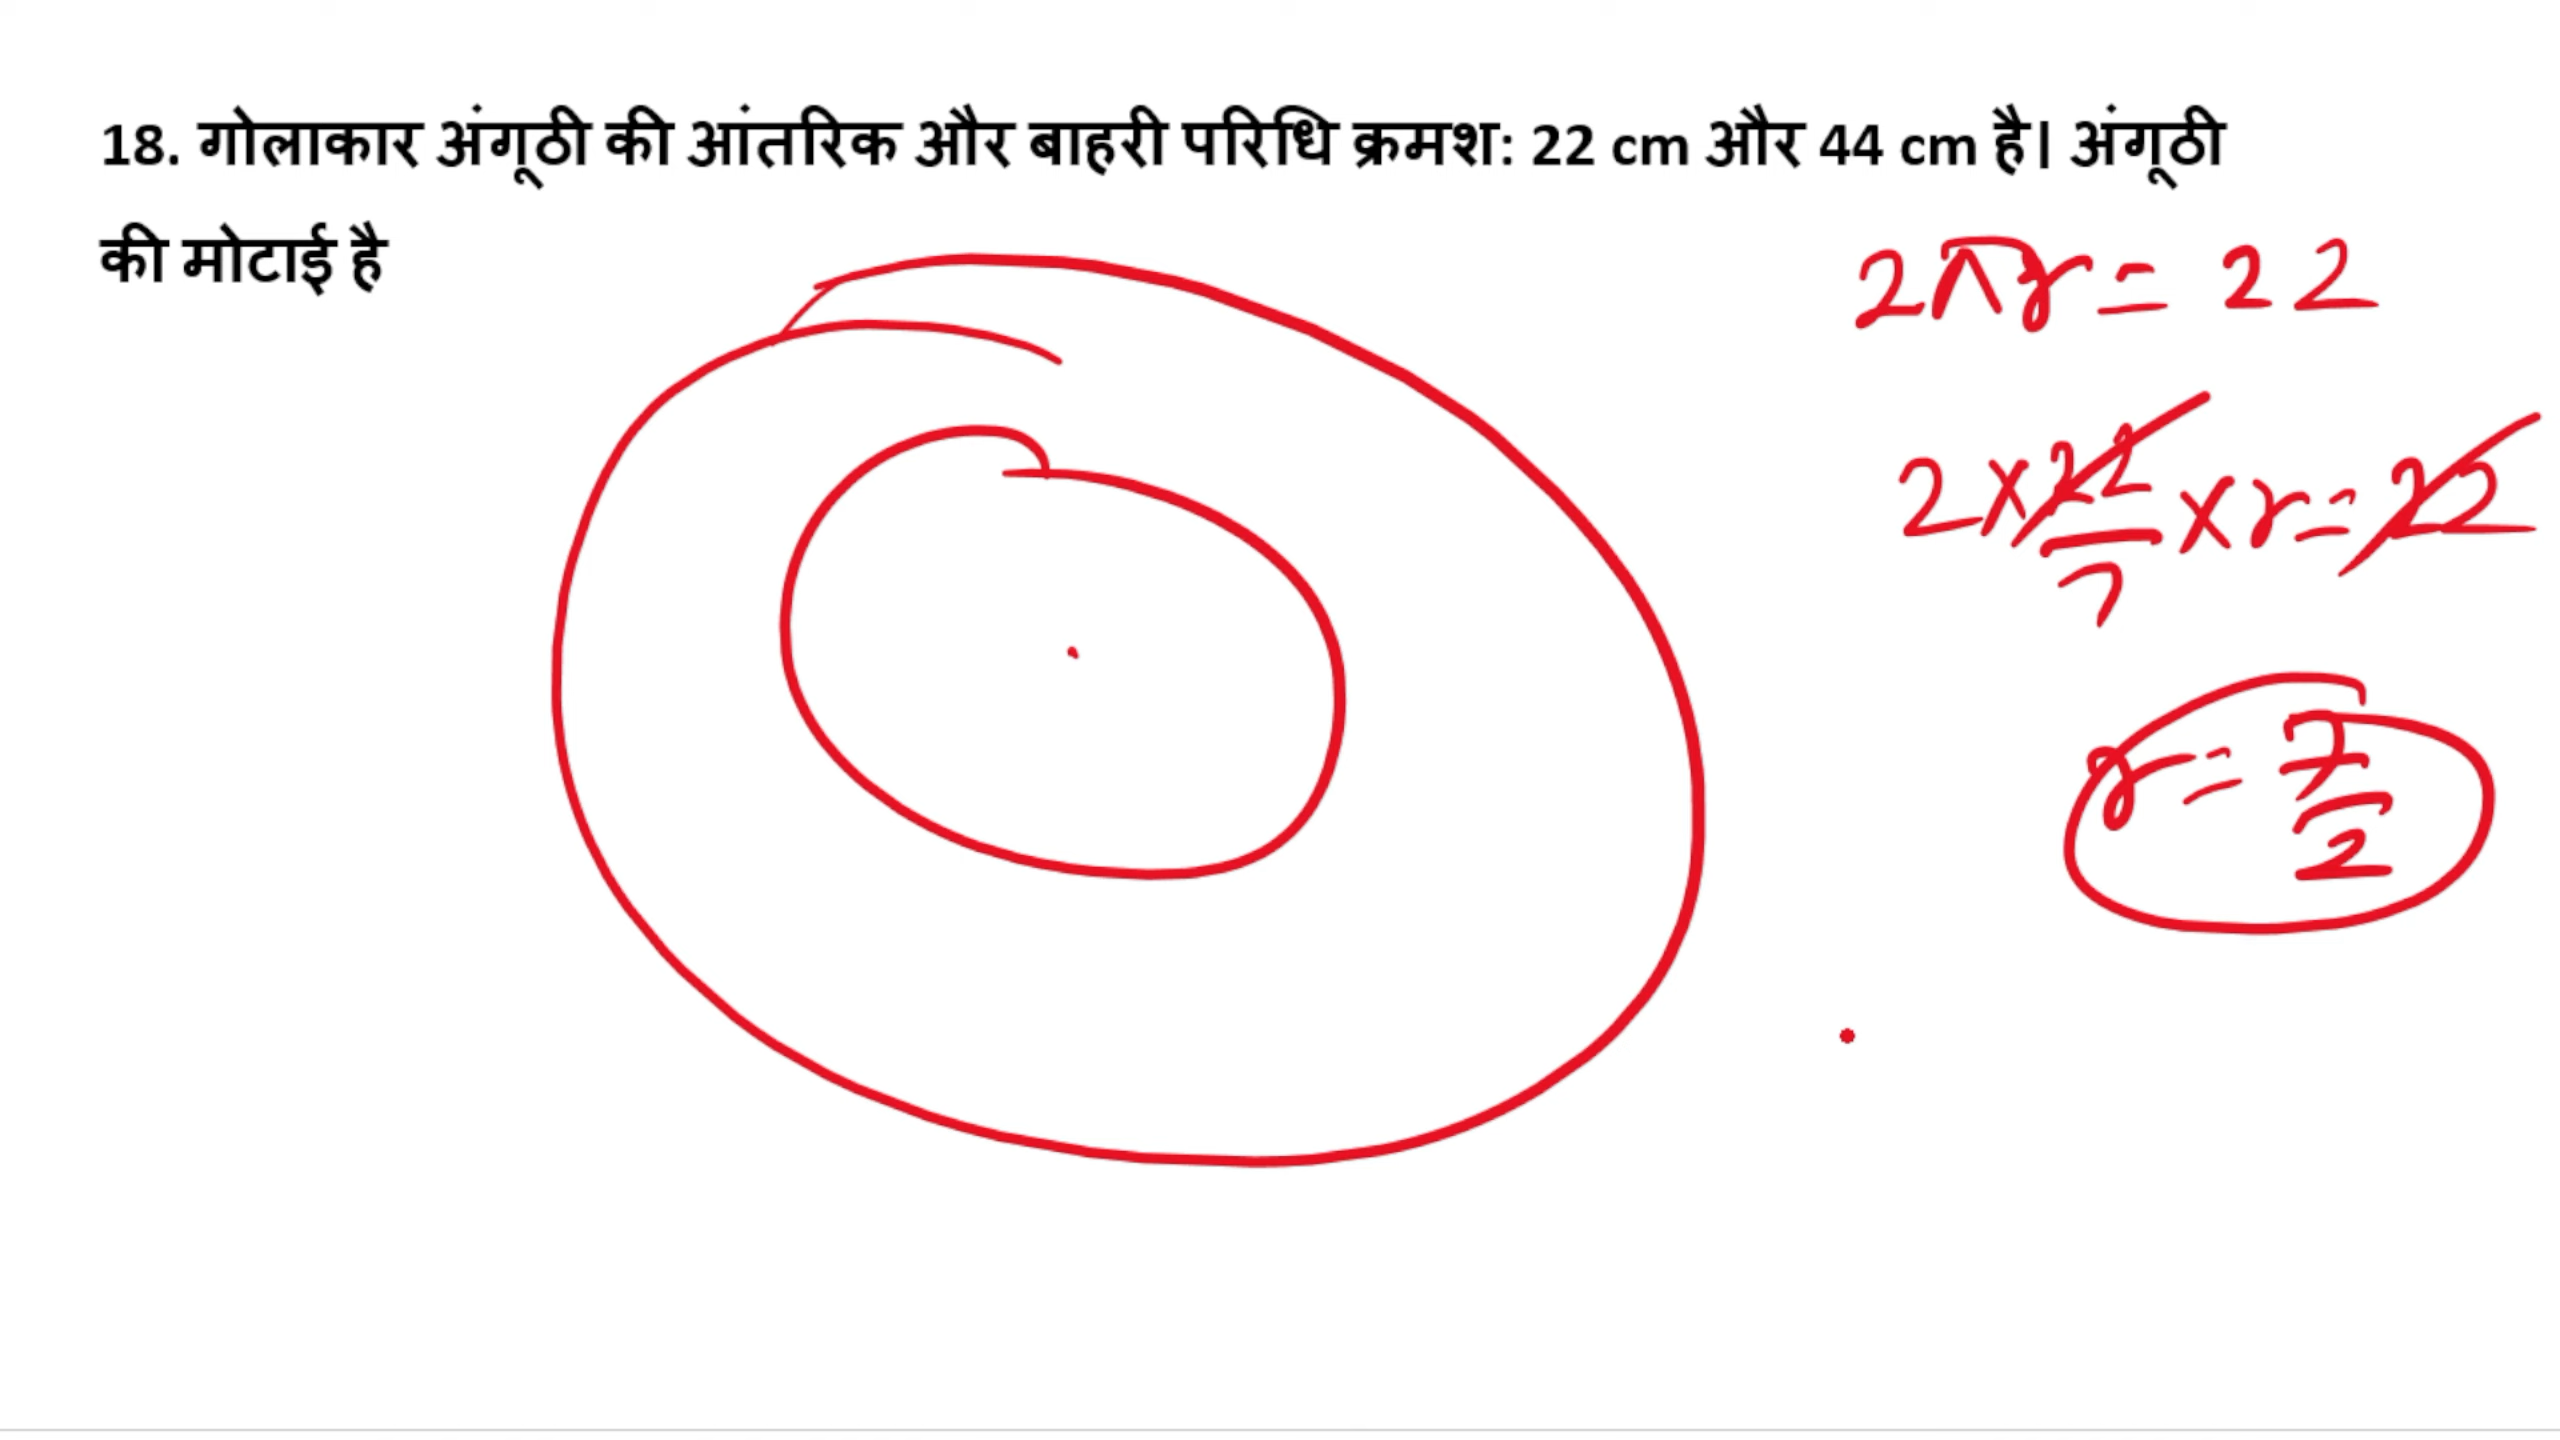 18. गोलाकार अंगूठी की आंतरिक और बाहरी परिधि क्रमश: 22 cm और 44 cm है। अंगूठी
की मोटाई है
2πr = 22
2 × 22/7 × r = 22
r = 7/2